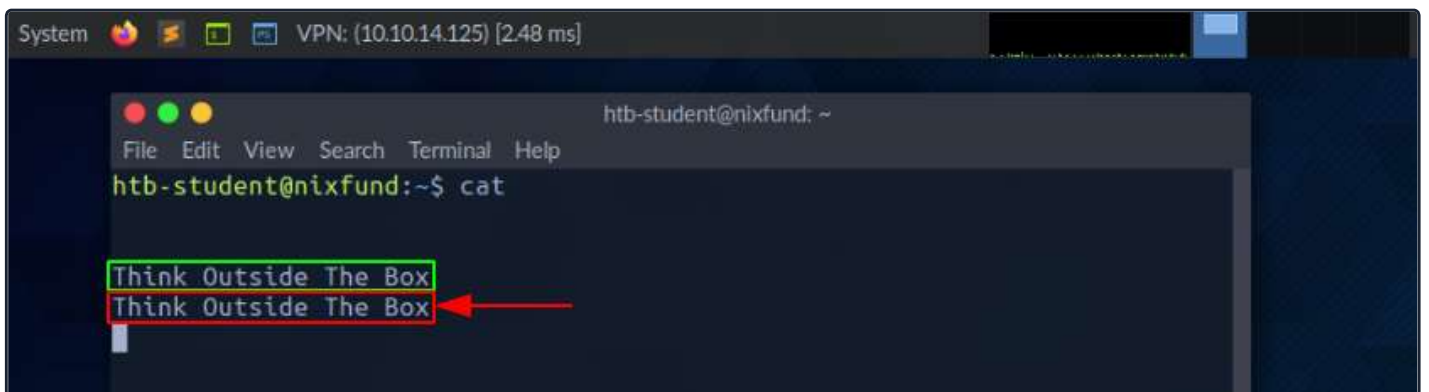 System VPN: (10.10.14.125) [2.48 ms]
htb-student@nixfund: ~
File Edit View Search Terminal Help
htb-student@nixfund:~$ cat
Think Outside The Box
Think Outside The Box